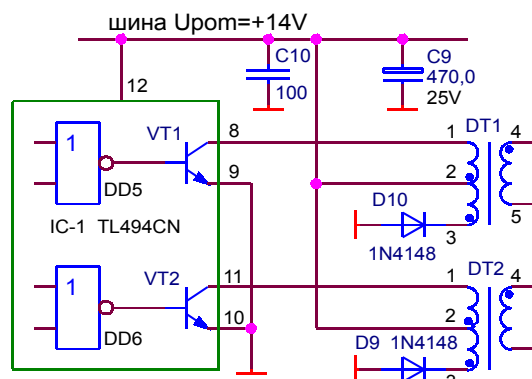 шина Upom=+14V
12
C10
100
C9
470,0
25V
1
VT1
8
9
DD5
IC-1 TL494CN
DT1
1
2
3
4
5
D10
1N4148
1
VT2
11
10
DD6
DT2
1
2
4
D9 1N4148